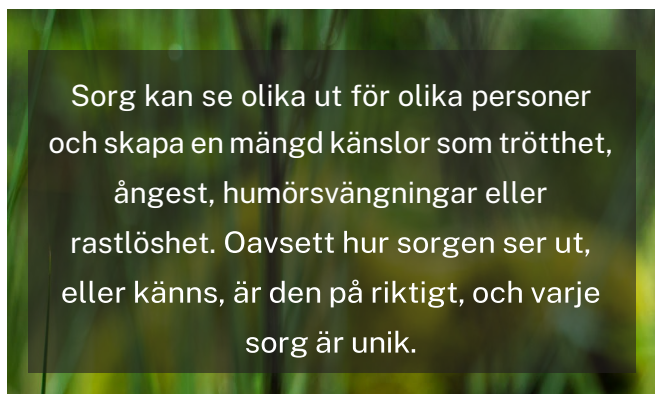 Sorg kan se olika ut för olika personer
och skapa en mängd känslor som trötthet,
ångest, humörsvängningar eller
rastlöshet. Oavsett hur sorgen ser ut,
eller känns, är den på riktigt, och varje
sorg är unik.